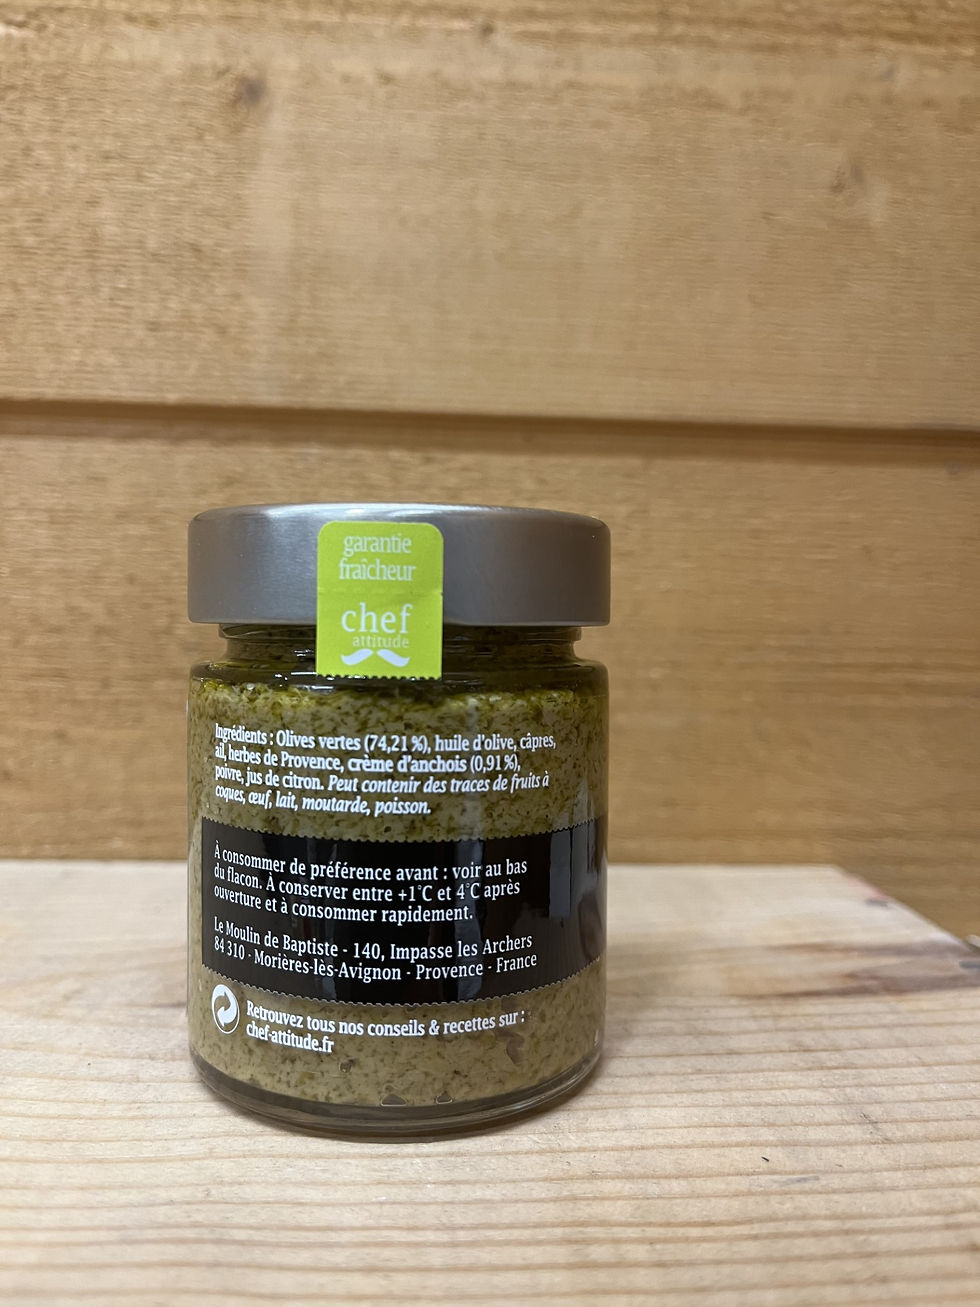 garantie
fraîcheur
chef
attitude
Ingrédients : Olives vertes (74,21 %), huile d'olive, câpres,
ail, herbes de Provence, crème d'anchois (0,91 %),
poivre, jus de citron. Peut contenir des traces de fruits à
coques, œuf, lait, moutarde, poisson.
À consommer de préférence avant : voir au bas
du flacon. À conserver entre +1°C et 4°C après
ouverture et à consommer rapidement.
Le Moulin de Baptiste - 140, Impasse les Archers
84 310 - Morières-lès-Avignon - Provence - France
Retrouvez tous nos conseils & recettes sur :
chef-attitude.fr